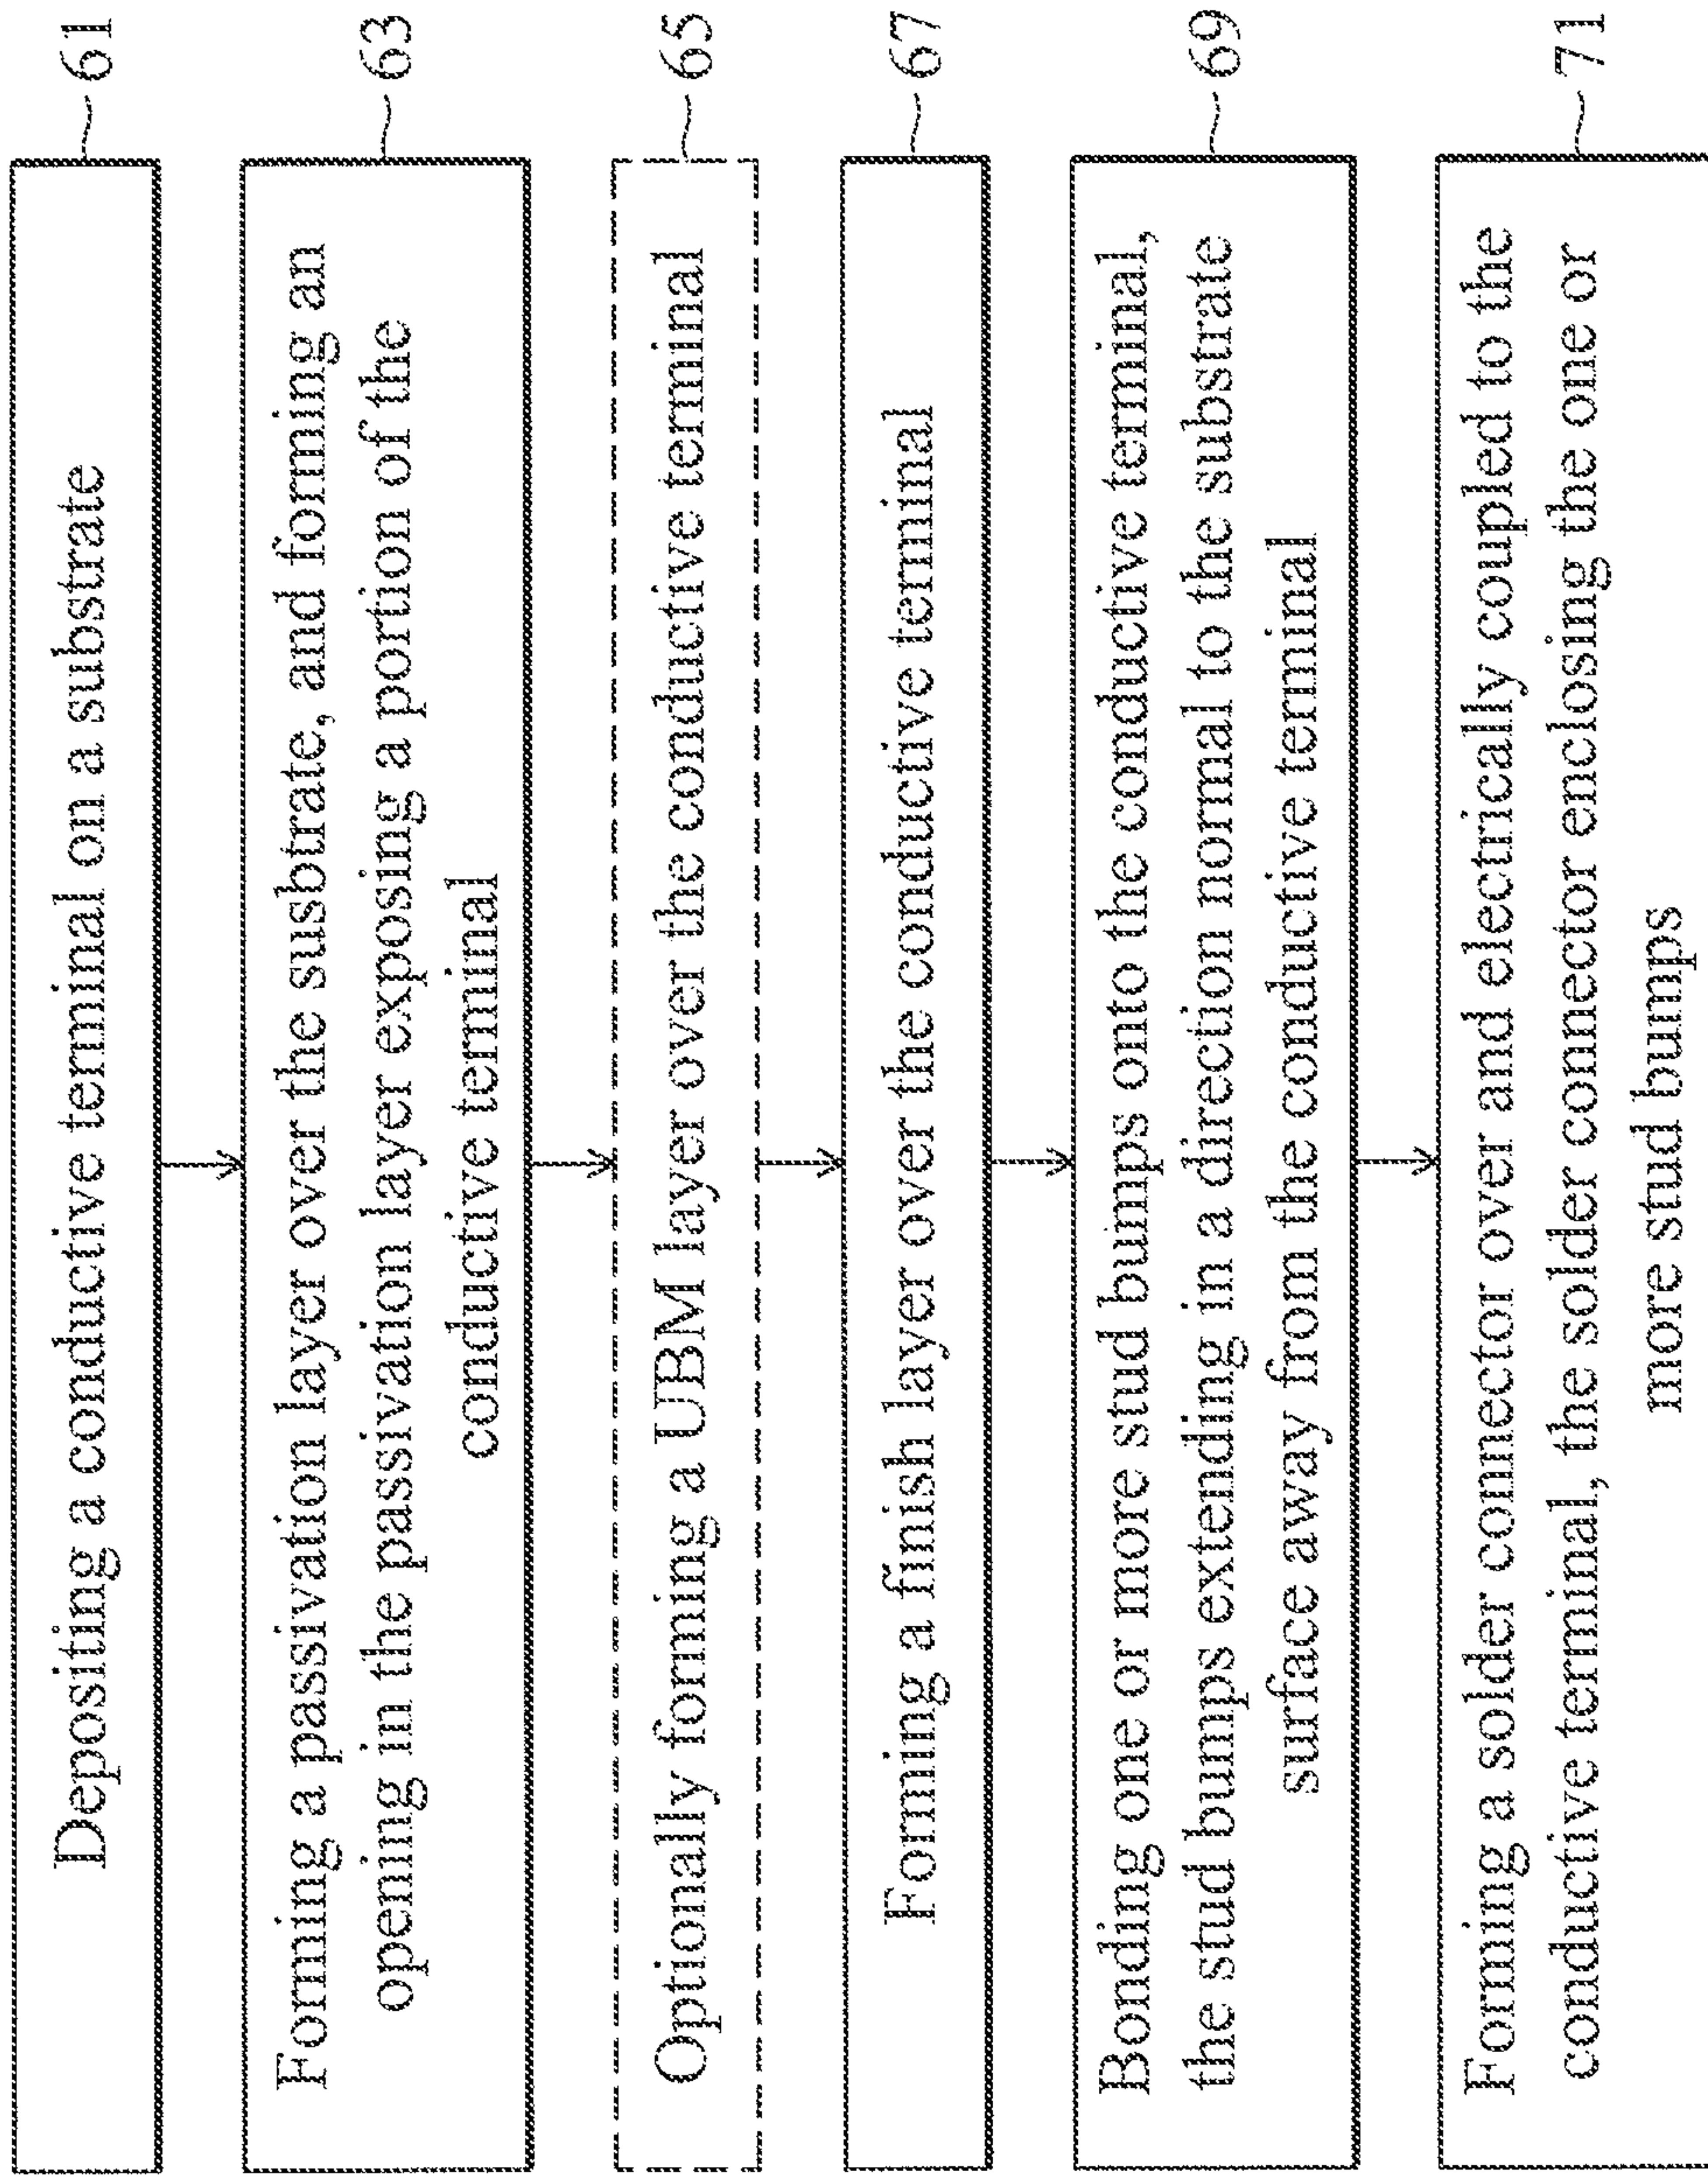 Depositing a conductive terminal on a substrate
61
Forming a passivation layer over the susbtrate, and forming an
opening in the passivation layer exposing a portion of the
conductive terminal
63
Optionally forming a UBM layer over the conductive terminal
65
Forming a finish layer over the conductive terminal
67
Bonding one or more stud bumps onto the conductive terminal,
the stud bumps extending in a direction normal to the substrate
surface away from the conductive terminal
69
Forming a solder connector over and electrically coupled to the
conductive terminal, the solder connector enclosing the one or
more stud bumps
71